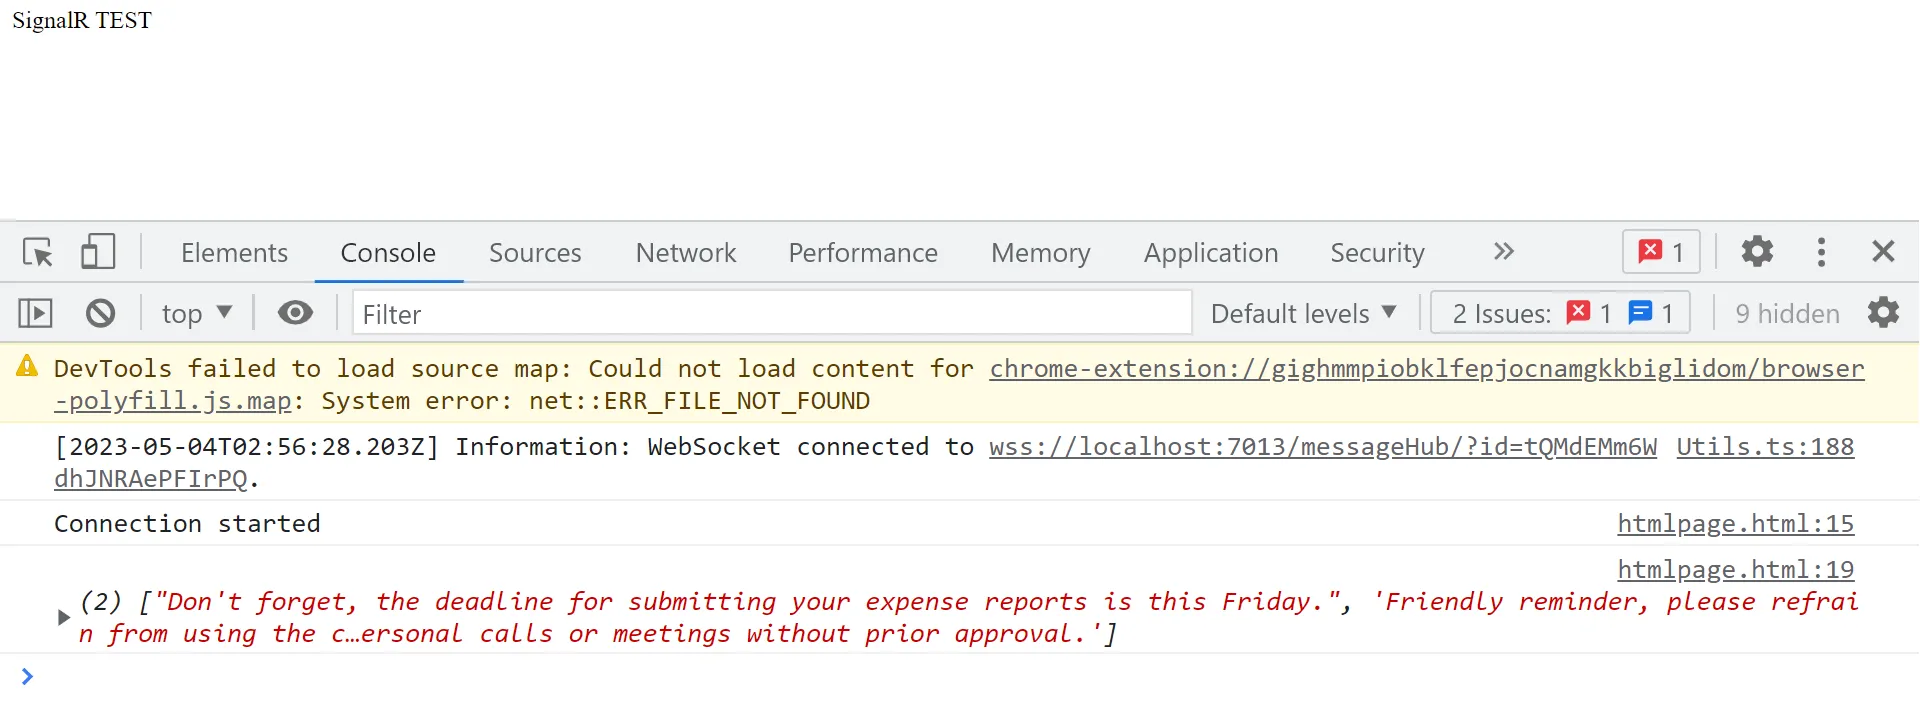 SignalR TEST
Elements Console Sources Network Performance Memory Application Security 1
top Filter Default levels 2 Issues: 1 1 9 hidden
DevTools failed to load source map: Could not load content for chrome-extension://gighmmpiobklfepjocnamgkkbiglidom/browser
-polyfill.js.map: System error: net::ERR_FILE_NOT_FOUND
[2023-05-04T02:56:28.203Z] Information: WebSocket connected to wss://localhost:7013/messageHub/?id=tQMdEMm6W Utils.ts:188
dhJNRAePFIrPQ.
Connection started htmlpage.html:15
htmlpage.html:19
(2) ["Don't forget, the deadline for submitting your expense reports is this Friday.", 'Friendly reminder, please refrai
n from using the c…ersonal calls or meetings without prior approval.']